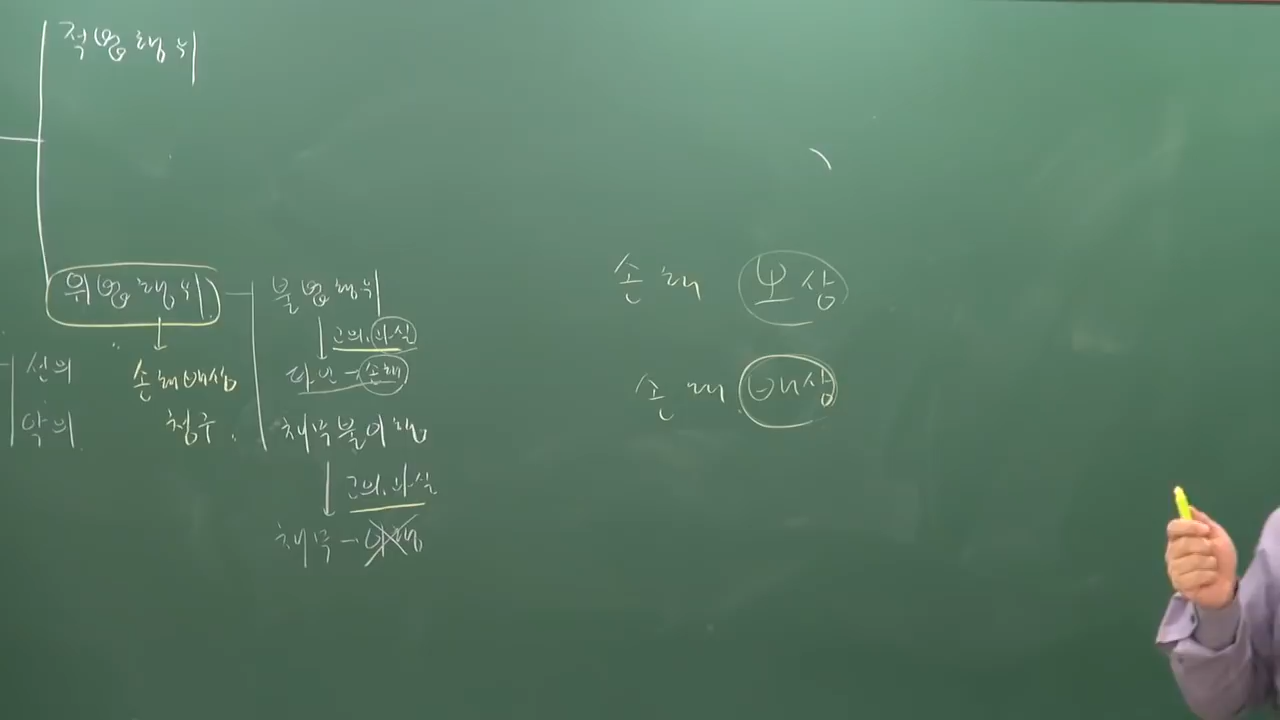 적법행위
위법행위
손해배상
청구
선의
악의
불법행위
고의.과실
타인 - 손해
채무불이행
고의.과실
채무 - 이행
손해 보상
손해 배상